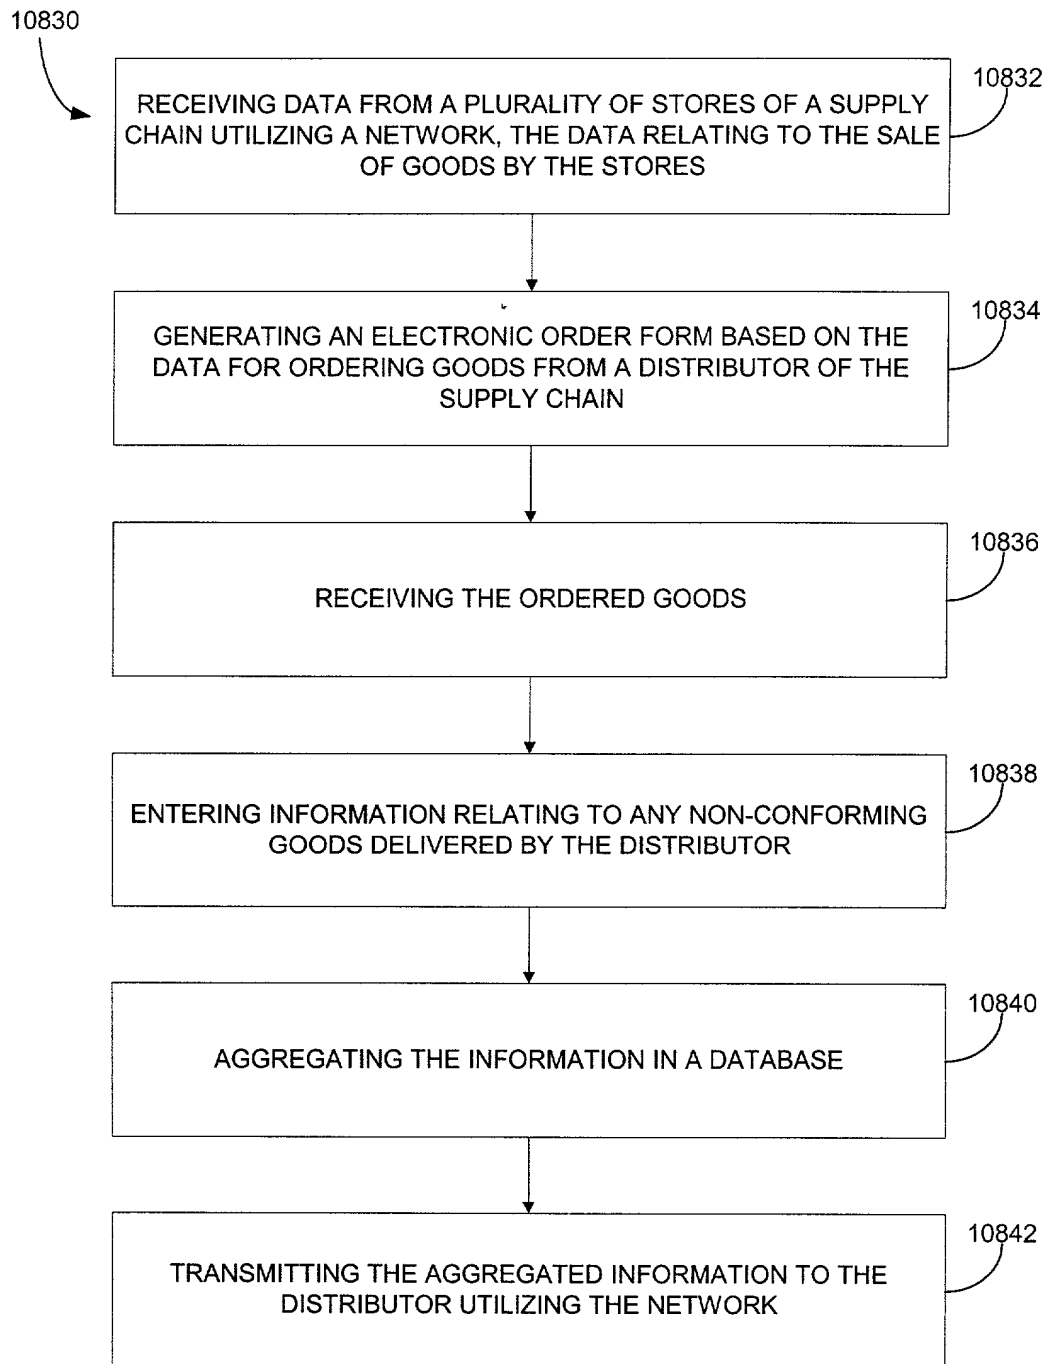 10830
10832
RECEIVING DATA FROM A PLURALITY OF STORES OF A SUPPLY
CHAIN UTILIZING A NETWORK, THE DATA RELATING TO THE SALE
OF GOODS BY THE STORES
10834
GENERATING AN ELECTRONIC ORDER FORM BASED ON THE
DATA FOR ORDERING GOODS FROM A DISTRIBUTOR OF THE
SUPPLY CHAIN
10836
RECEIVING THE ORDERED GOODS
10838
ENTERING INFORMATION RELATING TO ANY NON-CONFORMING
GOODS DELIVERED BY THE DISTRIBUTOR
10840
AGGREGATING THE INFORMATION IN A DATABASE
10842
TRANSMITTING THE AGGREGATED INFORMATION TO THE
DISTRIBUTOR UTILIZING THE NETWORK